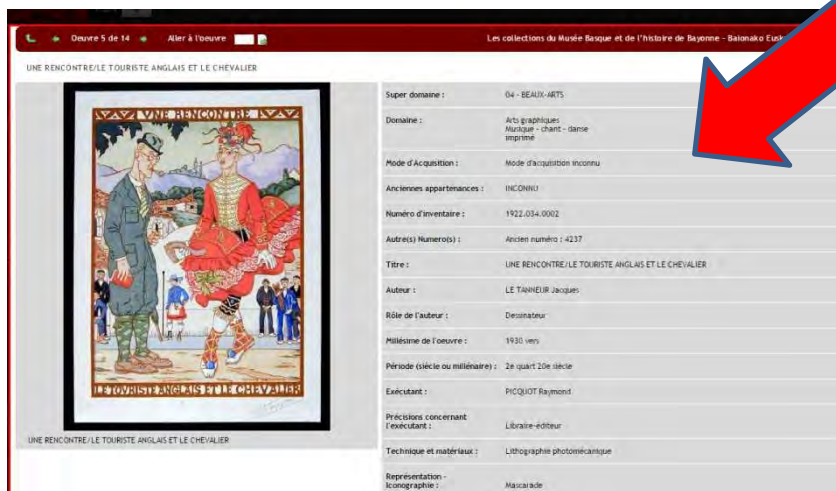 Oeuvre 5 de 14
Aller à l'oeuvre
Les collections du Musée Basque et de l'histoire de Bayonne - Baionako Eusk
UNE RENCONTRE/LE TOURISTE ANGLAIS ET LE CHEVALIER
VNE RENCONTRE
LE TOVRISTE ANGLAIS ET LE CHEVALIER
UNE RENCONTRE/LE TOURISTE ANGLAIS ET LE CHEVALIER
Super domaine : 04 - BEAUX-ARTS
Domaine : Arts graphiques
Musique - chant - danse
imprimé
Mode d'Acquisition : Mode d'acquisition inconnu
Anciennes appartenances : INCONNU
Numéro d'inventaire : 1922.034.0002
Autre(s) Numero(s) : Ancien numéro : 4237
Titre : UNE RENCONTRE/LE TOURISTE ANGLAIS ET LE CHEVALIER
Auteur : LE TANNEUR Jacques
Rôle de l'auteur : Dessinateur
Millésime de l'oeuvre : 1930 vers
Période (siècle ou millénaire) : 2e quart 20e siècle
Exécutant : PICQUOT Raymond
Précisions concernant
l'exécutant : Libraire-éditeur
Technique et matériaux : Lithographie photomécanique
Représentation -
Iconographie : Mascarade